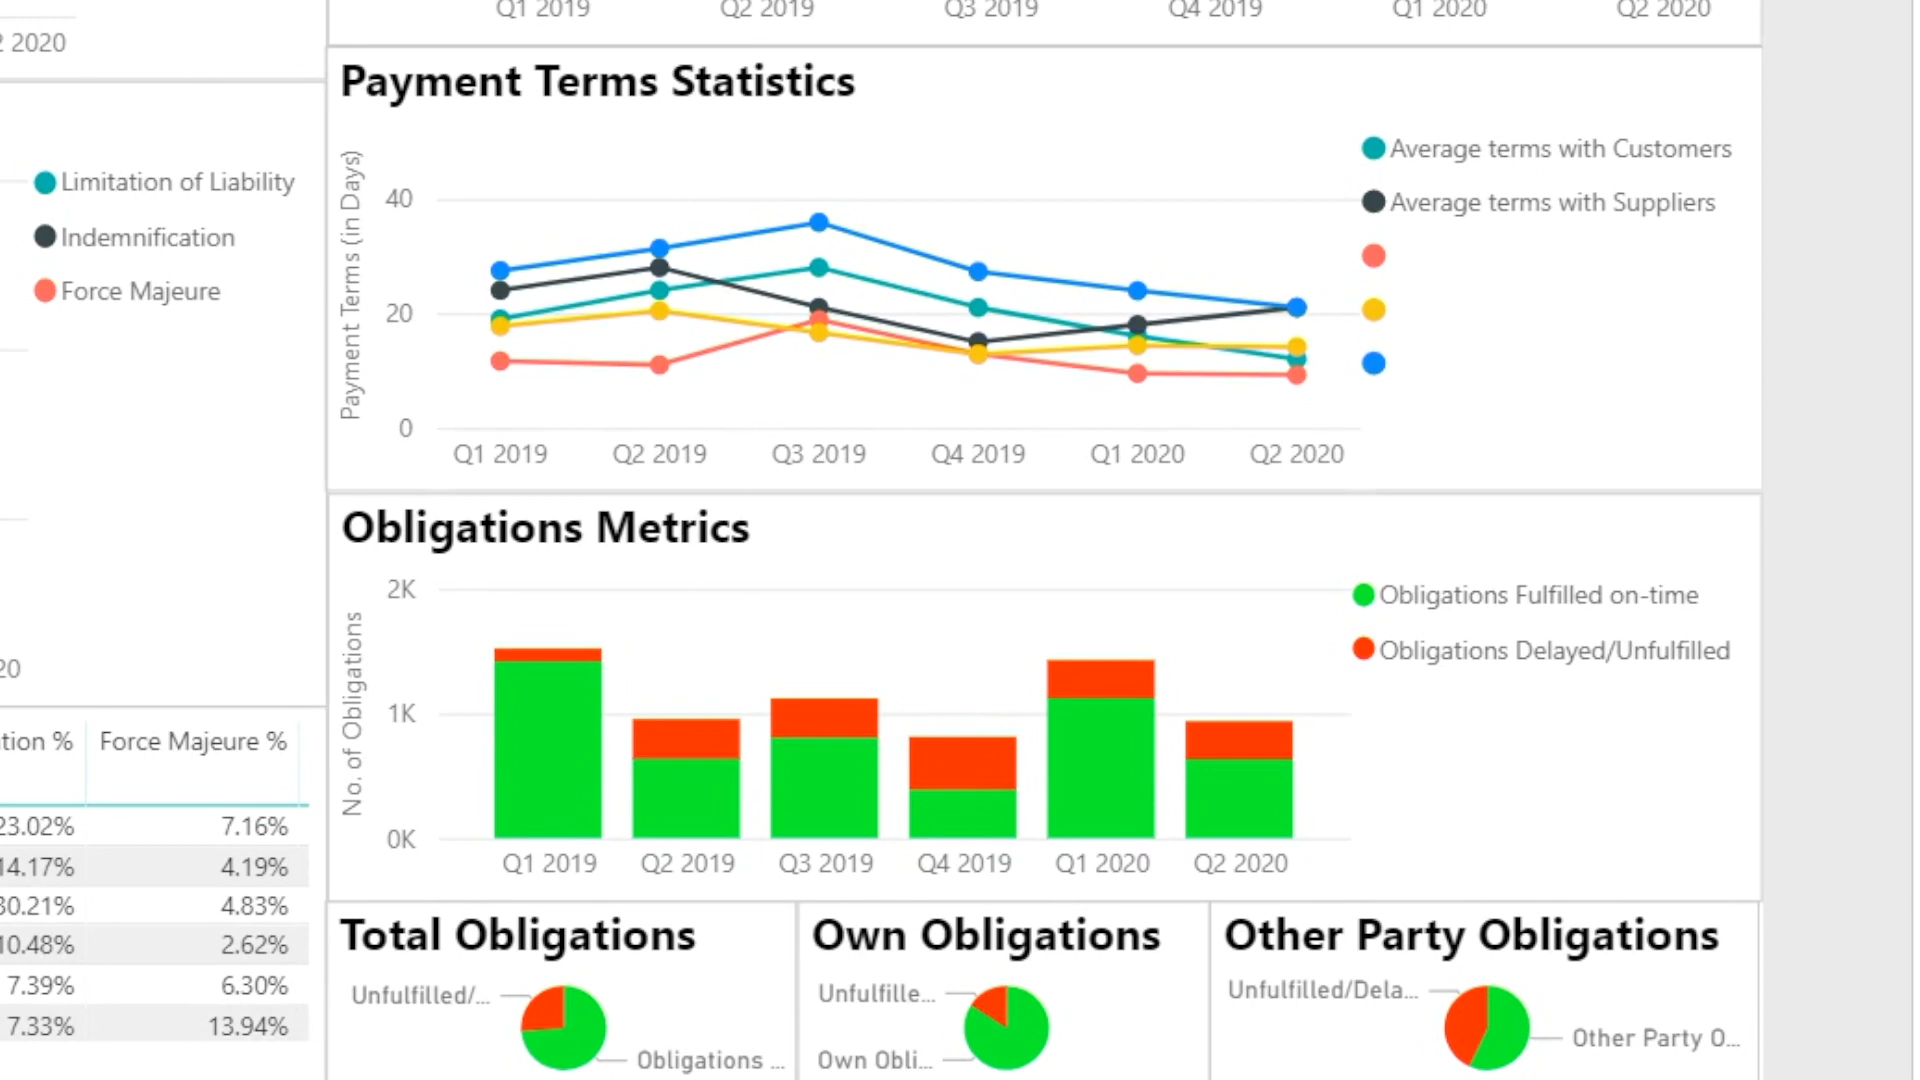 Q1 2019 Q2 2019 Q3 2019 Q4 2019 Q1 2020 Q2 2020
2020
Limitation of Liability
Indemnification
Force Majeure
20
tion % Force Majeure %
23.02% 7.16%
14.17% 4.19%
30.21% 4.83%
10.48% 2.62%
7.39% 6.30%
7.33% 13.94%
Payment Terms Statistics
Payment Terms (in Days)
40
20
0
Q1 2019 Q2 2019 Q3 2019 Q4 2019 Q1 2020 Q2 2020
Average terms with Customers
Average terms with Suppliers
Obligations Metrics
No. of Obligations
2K
1K
0K
Q1 2019 Q2 2019 Q3 2019 Q4 2019 Q1 2020 Q2 2020
Obligations Fulfilled on-time
Obligations Delayed/Unfulfilled
Total Obligations
Unfulfilled/...
Obligations ...
Own Obligations
Unfulfille...
Own Obli...
Other Party Obligations
Unfulfilled/Dela...
Other Party O...